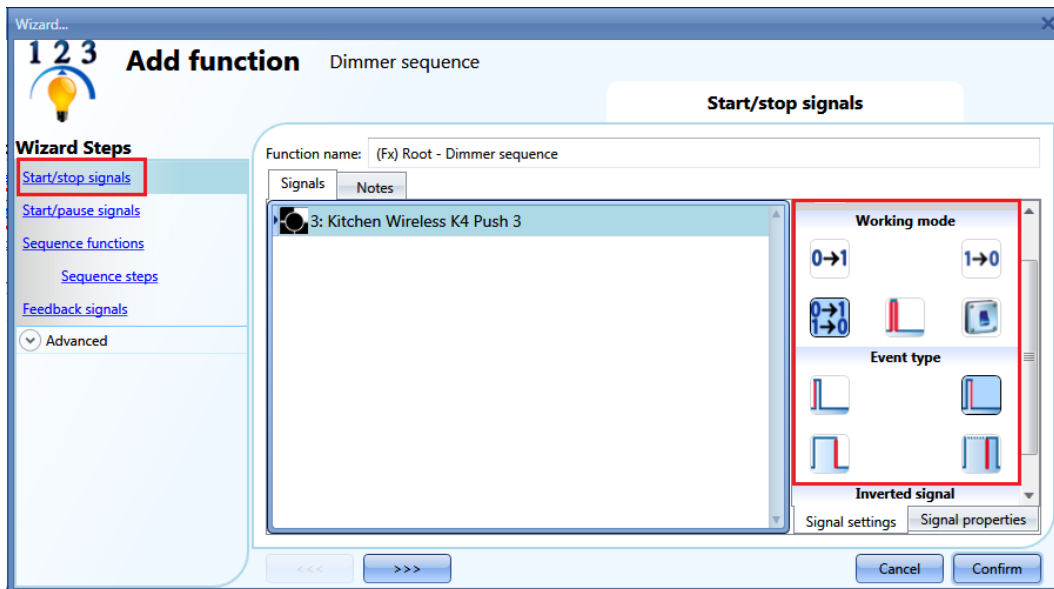 Wizard...
1 2 3
Add function Dimmer sequence
Start/stop signals
Wizard Steps
Start/stop signals
Start/pause signals
Sequence functions
Sequence steps
Feedback signals
Advanced
Function name: (Fx) Root - Dimmer sequence
Signals Notes
3: Kitchen Wireless K4 Push 3
Working mode
0→1 1→0
0→1
1→0
Event type
Inverted signal
Signal settings Signal properties
<<< >>> Cancel Confirm